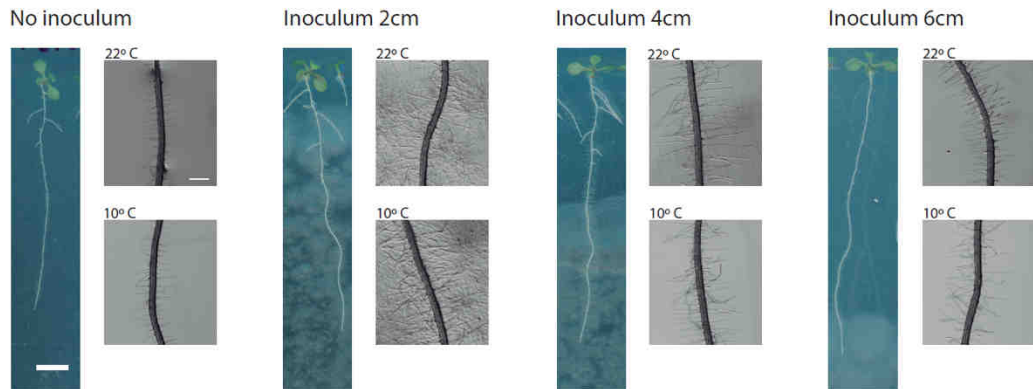 No inoculum
Inoculum 2cm
Inoculum 4cm
Inoculum 6cm
22º C
22º C
22º C
22º C
10º C
10º C
10º C
10º C